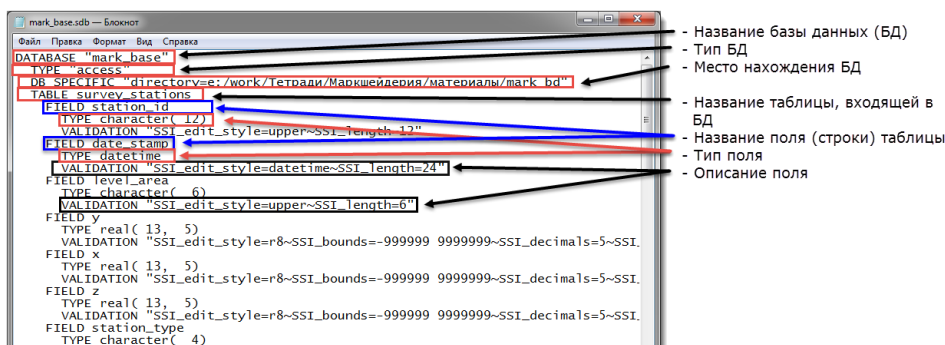 mark_base.sdb — Блокнот
Файл Правка Формат Вид Справка
DATABASE "mark_base"
TYPE "access"
DB_SPECIFIC "directory=e:/work/Тетради/Маркшейдерия/материалы/mark_bd"
TABLE survey_stations
FIELD station_id
TYPE character( 12)
VALIDATION "SSI_edit_style=upper~SSI_length=12"
FIELD date_stamp
TYPE datetime
VALIDATION "SSI_edit_style=datetime~SSI_length=24"
FIELD level_area
TYPE character( 6)
VALIDATION "SSI_edit_style=upper~SSI_length=6"
FIELD y
TYPE real( 13, 5)
VALIDATION "SSI_edit_style=r8~SSI_bounds=-999999 9999999~SSI_decimals=5~SSI_
FIELD x
TYPE real( 13, 5)
VALIDATION "SSI_edit_style=r8~SSI_bounds=-999999 9999999~SSI_decimals=5~SSI_
FIELD z
TYPE real( 13, 5)
VALIDATION "SSI_edit_style=r8~SSI_bounds=-999999 9999999~SSI_decimals=5~SSI_
FIELD station_type
TYPE character( 4)
- Название базы данных (БД)
- Тип БД
- Место нахождения БД
- Название таблицы, входящей в
БД
- Название поля (строки) таблицы
- Тип поля
- Описание поля